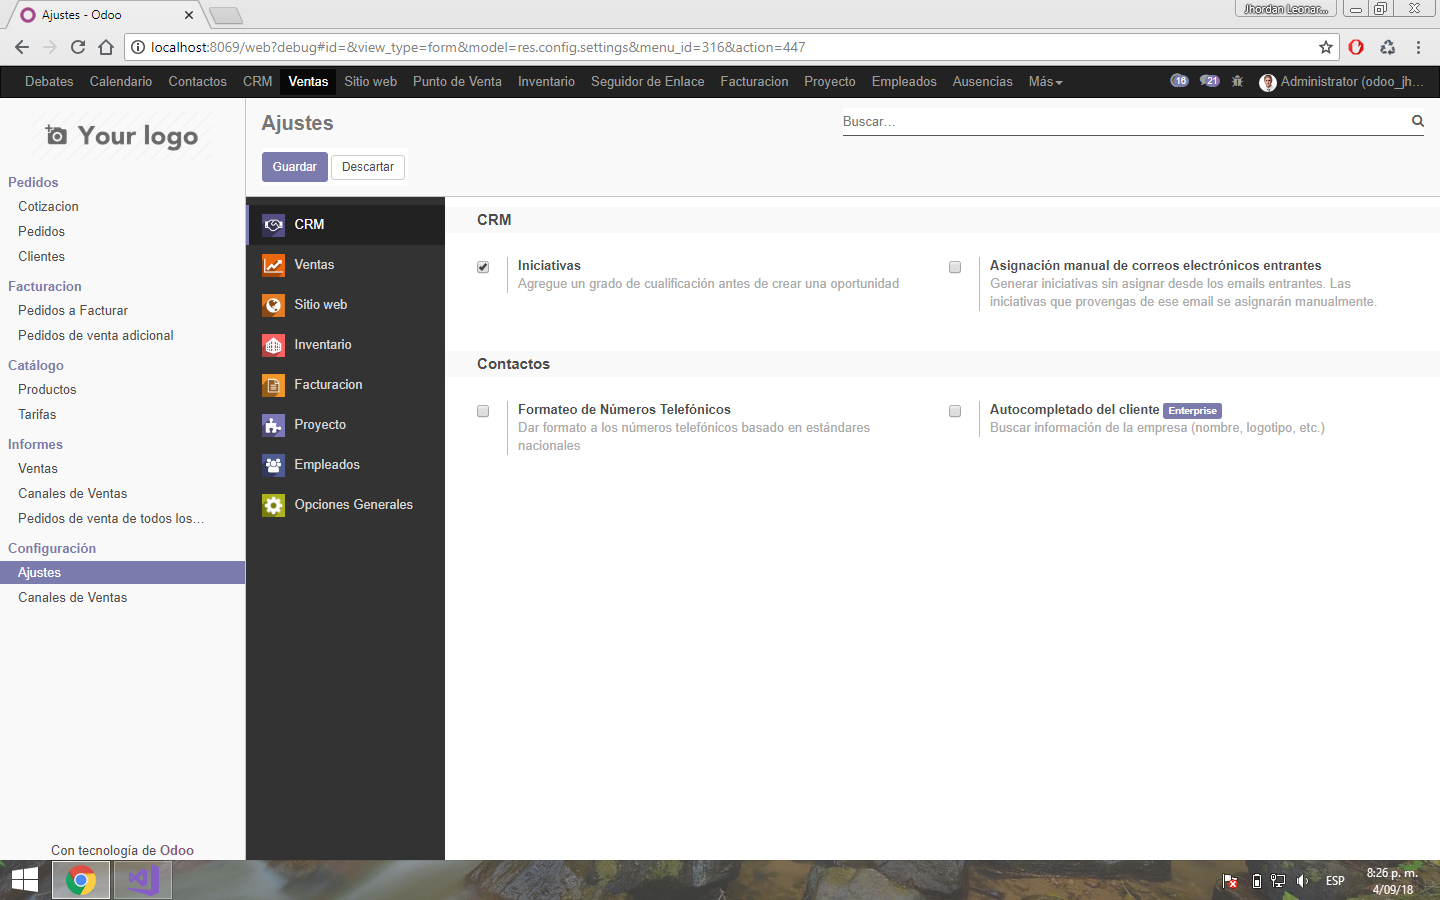 Ajustes - Odoo
Jhordan Leonar...
localhost:8069/web?debug#id=&view_type=form&model=res.config.settings&menu_id=316&action=447
Debates Calendario Contactos CRM Ventas Sitio web Punto de Venta Inventario Seguidor de Enlace Facturacion Proyecto Empleados Ausencias Más 16 21 Administrator (odoo_jh...
Your logo
Pedidos
Cotizacion
Pedidos
Clientes
Facturacion
Pedidos a Facturar
Pedidos de venta adicional
Catálogo
Productos
Tarifas
Informes
Ventas
Canales de Ventas
Pedidos de venta de todos los...
Configuración
Ajustes
Canales de Ventas
Con tecnología de Odoo
Ajustes
Buscar...
Guardar Descartar
CRM
Ventas
Sitio web
Inventario
Facturacion
Proyecto
Empleados
Opciones Generales
CRM
Iniciativas
Agregue un grado de cualificación antes de crear una oportunidad
Asignación manual de correos electrónicos entrantes
Generar iniciativas sin asignar desde los emails entrantes. Las
iniciativas que provengas de ese email se asignarán manualmente.
Contactos
Formateo de Números Telefónicos
Dar formato a los números telefónicos basado en estándares
nacionales
Autocompletado del cliente Enterprise
Buscar información de la empresa (nombre, logotipo, etc.)
ESP
8:26 p. m.
4/09/18